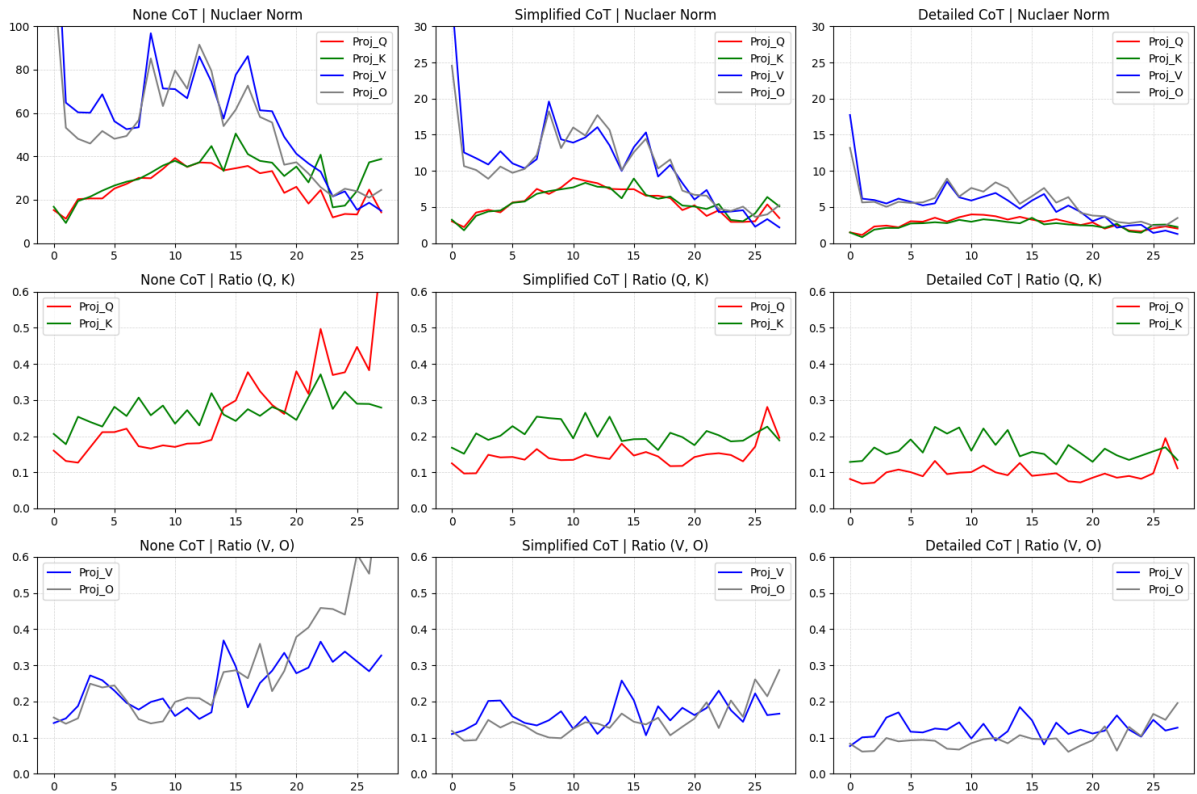 None CoT | Nuclaer Norm
Simplified CoT | Nuclaer Norm
Detailed CoT | Nuclaer Norm
100
80
60
40
20
0
Proj_Q
Proj_K
Proj_V
Proj_O
0 5 10 15 20 25
30
25
20
15
10
5
0
Proj_Q
Proj_K
Proj_V
Proj_O
0 5 10 15 20 25
30
25
20
15
10
5
0
Proj_Q
Proj_K
Proj_V
Proj_O
0 5 10 15 20 25
None CoT | Ratio (Q, K)
Simplified CoT | Ratio (Q, K)
Detailed CoT | Ratio (Q, K)
0.6
0.5
0.4
0.3
0.2
0.1
0.0
Proj_Q
Proj_K
0 5 10 15 20 25
0.6
0.5
0.4
0.3
0.2
0.1
0.0
Proj_Q
Proj_K
0 5 10 15 20 25
0.6
0.5
0.4
0.3
0.2
0.1
0.0
Proj_Q
Proj_K
0 5 10 15 20 25
None CoT | Ratio (V, O)
Simplified CoT | Ratio (V, O)
Detailed CoT | Ratio (V, O)
0.6
0.5
0.4
0.3
0.2
0.1
0.0
Proj_V
Proj_O
0 5 10 15 20 25
0.6
0.5
0.4
0.3
0.2
0.1
0.0
Proj_V
Proj_O
0 5 10 15 20 25
0.6
0.5
0.4
0.3
0.2
0.1
0.0
Proj_V
Proj_O
0 5 10 15 20 25